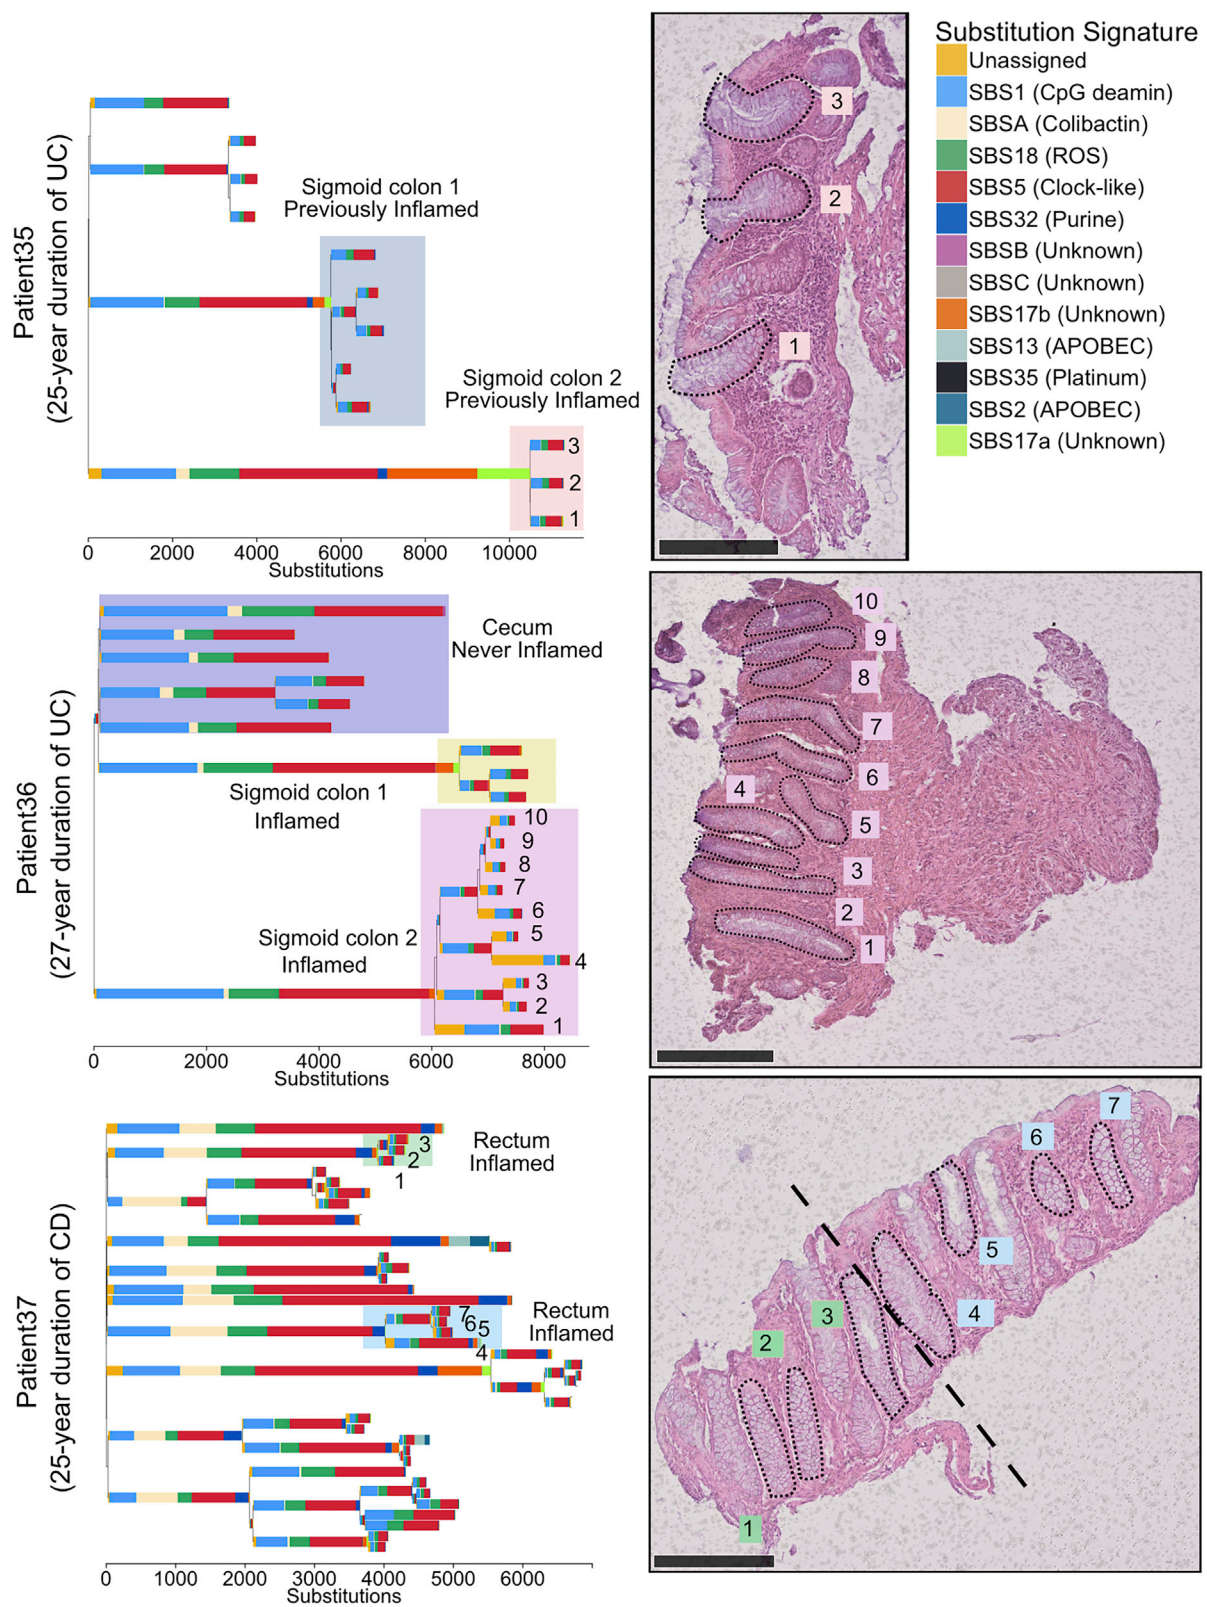 Substitution Signature
Unassigned
SBS1 (CpG deamin)
SBSA (Colibactin)
SBS18 (ROS)
SBS5 (Clock-like)
SBS32 (Purine)
SBSB (Unknown)
SBSC (Unknown)
SBS17b (Unknown)
SBS13 (APOBEC)
SBS35 (Platinum)
SBS2 (APOBEC)
SBS17a (Unknown)
Patient35
(25-year duration of UC)
Sigmoid colon 1
Previously Inflamed
Sigmoid colon 2
Previously Inflamed
3
2
1
0 2000 4000 6000 8000 10000
Substitutions
3
2
1
Patient36
(27-year duration of UC)
Cecum
Never Inflamed
Sigmoid colon 1
Inflamed
Sigmoid colon 2
Inflamed
10
9
8
7
6
5
4
3
2
1
0 2000 4000 6000 8000
Substitutions
10
9
8
7
6
4
5
3
2
1
Patient37
(25-year duration of CD)
Rectum
Inflamed
3
2
1
Rectum
Inflamed
7
6
5
4
0 1000 2000 3000 4000 5000 6000
Substitutions
7
6
5
4
3
2
1